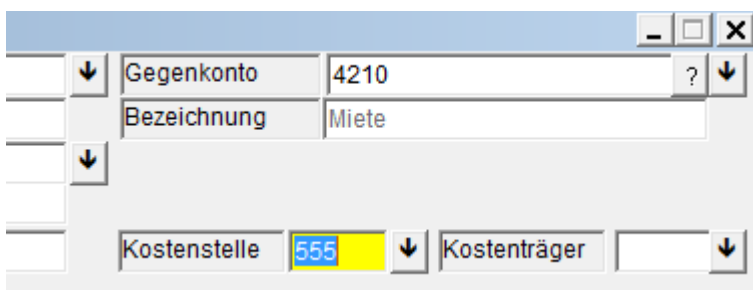 Gegenkonto 4210 ?
Bezeichnung Miete
Kostenstelle 555 Kostenträger